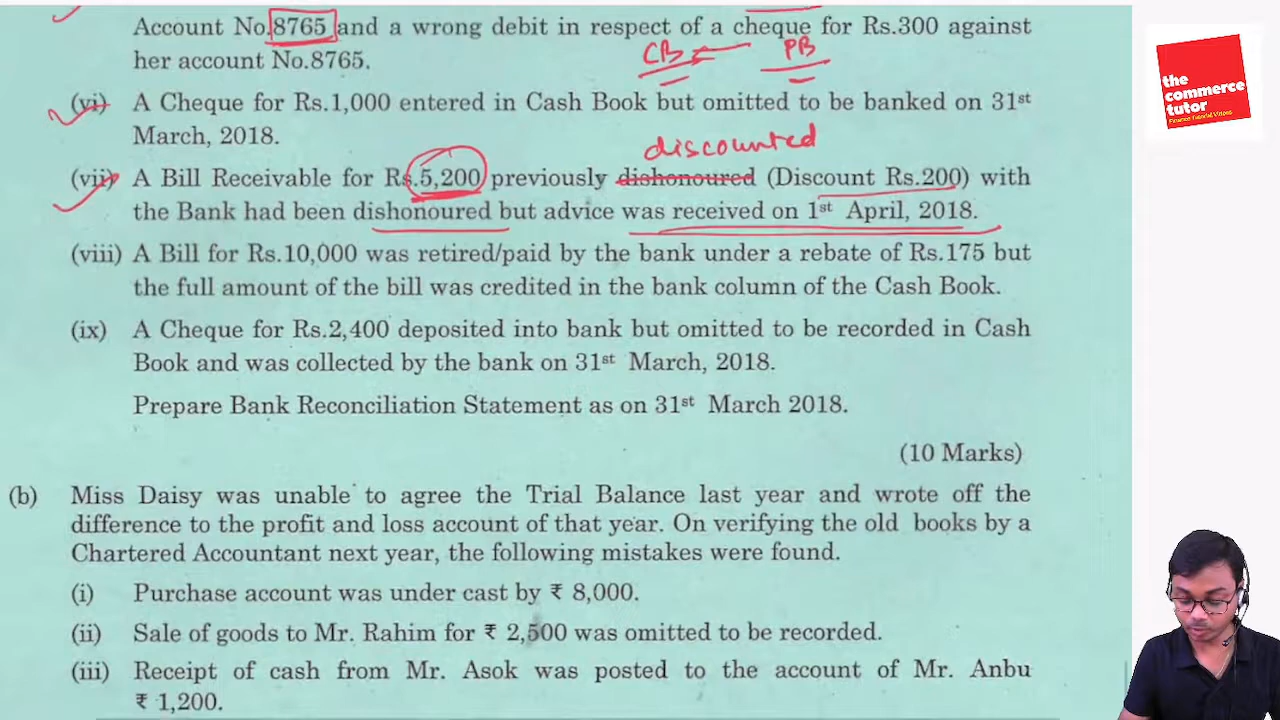 Account No.8765 and a wrong debit in respect of a cheque for Rs.300 against
CB PB
her account No.8765.
(vi) A Cheque for Rs.1,000 entered in Cash Book but omitted to be banked on 31st
March, 2018.
discounted
(vii) A Bill Receivable for Rs.5,200 previously dishonoured (Discount Rs.200) with
the Bank had been dishonoured but advice was received on 1st April, 2018.
(viii) A Bill for Rs.10,000 was retired/paid by the bank under a rebate of Rs.175 but
the full amount of the bill was credited in the bank column of the Cash Book.
(ix) A Cheque for Rs.2,400 deposited into bank but omitted to be recorded in Cash
Book and was collected by the bank on 31st March, 2018.
Prepare Bank Reconciliation Statement as on 31st March 2018.
(10 Marks)
(b) Miss Daisy was unable to agree the Trial Balance last year and wrote off the
difference to the profit and loss account of that year. On verifying the old books by a
Chartered Accountant next year, the following mistakes were found.
(i) Purchase account was under cast by ₹ 8,000.
(ii) Sale of goods to Mr. Rahim for ₹ 2,500 was omitted to be recorded.
(iii) Receipt of cash from Mr. Asok was posted to the account of Mr. Anbu
₹ 1,200.
the
commerce
tutor
Finance Tutorial Videos